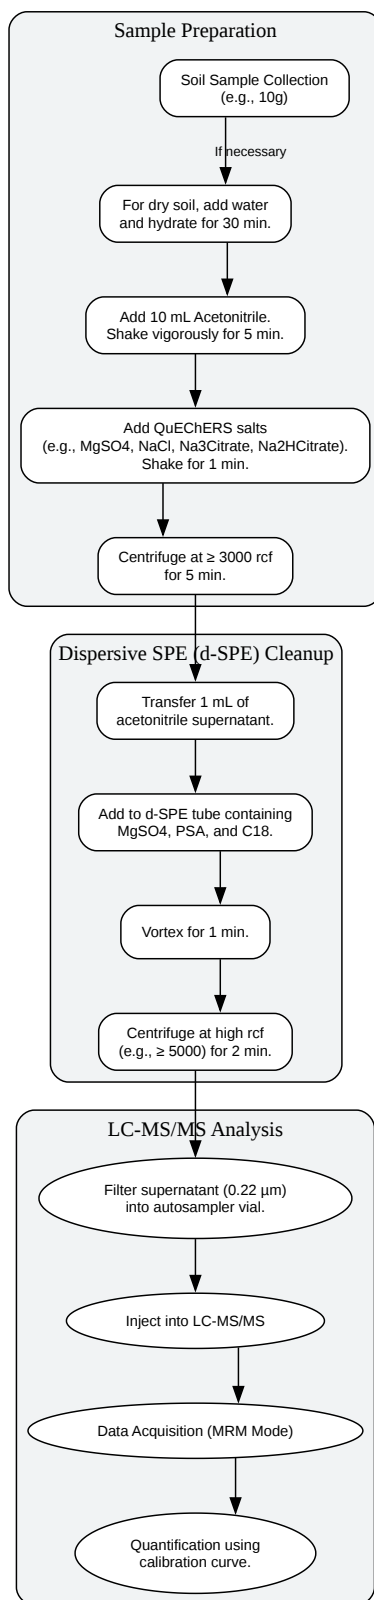 Sample Preparation
Soil Sample Collection
(e.g., 10g)
If necessary
For dry soil, add water
and hydrate for 30 min.
Add 10 mL Acetonitrile.
Shake vigorously for 5 min.
Add QuEChERS salts
(e.g., MgSO4, NaCl, Na3Citrate, Na2HCitrate).
Shake for 1 min.
Centrifuge at ≥ 3000 rcf
for 5 min.
Dispersive SPE (d-SPE) Cleanup
Transfer 1 mL of
acetonitrile supernatant.
Add to d-SPE tube containing
MgSO4, PSA, and C18.
Vortex for 1 min.
Centrifuge at high rcf
(e.g., ≥ 5000) for 2 min.
LC-MS/MS Analysis
Filter supernatant (0.22 µm)
into autosampler vial.
Inject into LC-MS/MS
Data Acquisition (MRM Mode)
Quantification using
calibration curve.